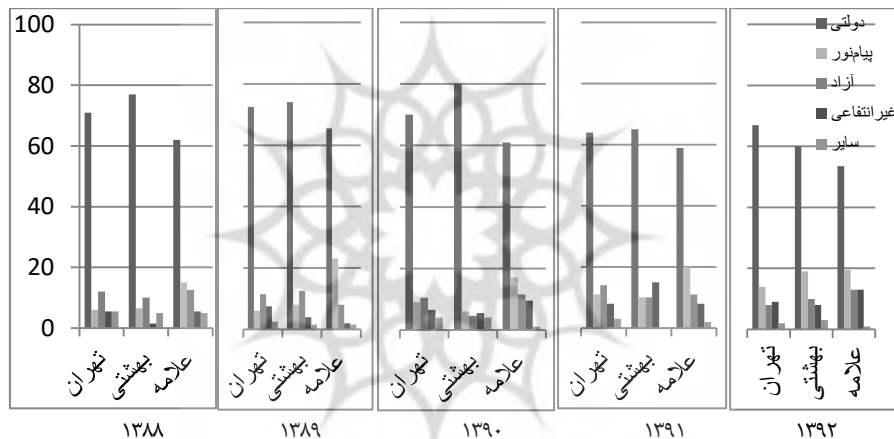 100
80
60
40
20
0
دولتی
پیام‌نور
آزاد
غیرانتفاعی
سایر
تهران بهشتی علامه
تهران بهشتی علامه
تهران بهشتی علامه
تهران بهشتی علامه
تهران بهشتی علامه
۱۳۸۸ ۱۳۸۹ ۱۳۹۰ ۱۳۹۱ ۱۳۹۲